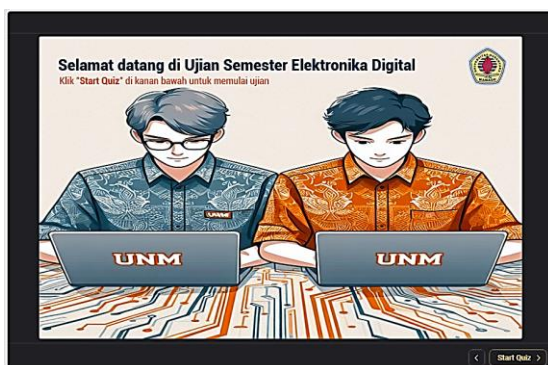 Selamat datang di Ujian Semester Elektronika Digital
Klik "Start Quiz" di kanan bawah untuk memulai ujian
UNM
UNM
Start Quiz